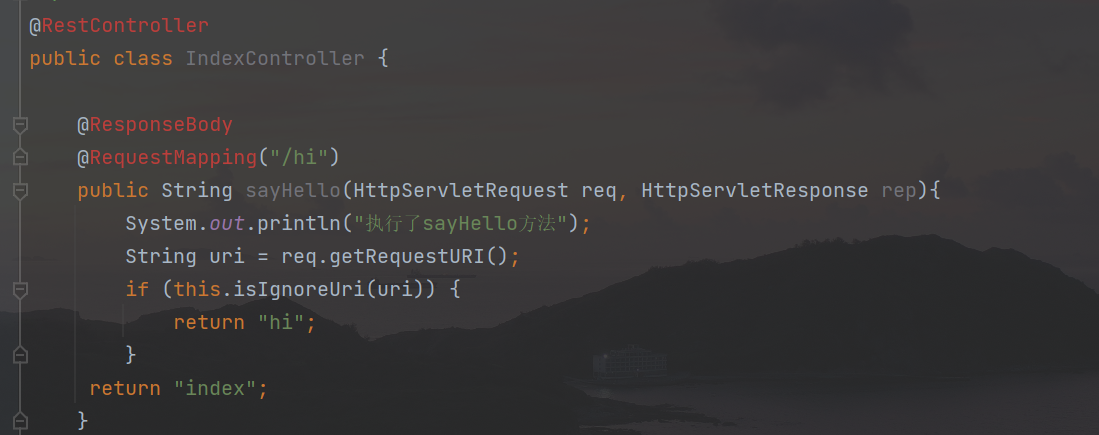 @RestController
public class IndexController {
@ResponseBody
@RequestMapping("/hi")
public String sayHello(HttpServletRequest req, HttpServletResponse rep){
System.out.println("执行了sayHello方法");
String uri = req.getRequestURI();
if (this.isIgnoreUri(uri)) {
return "hi";
}
return "index";
}